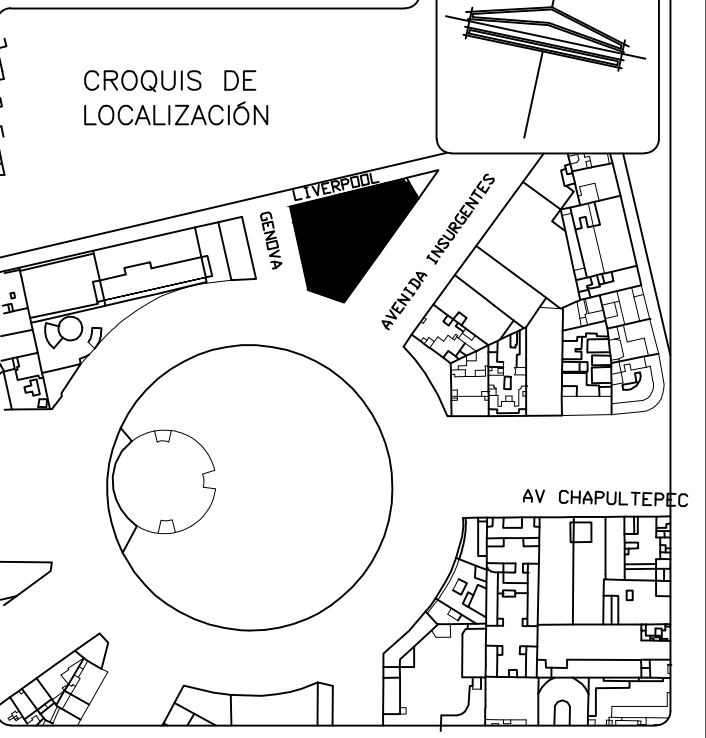 CROQUIS DE
LOCALIZACIÓN
LIVERPOOL
GENOVA
AVENIDA INSURGENTES
AV CHAPULTEPEC